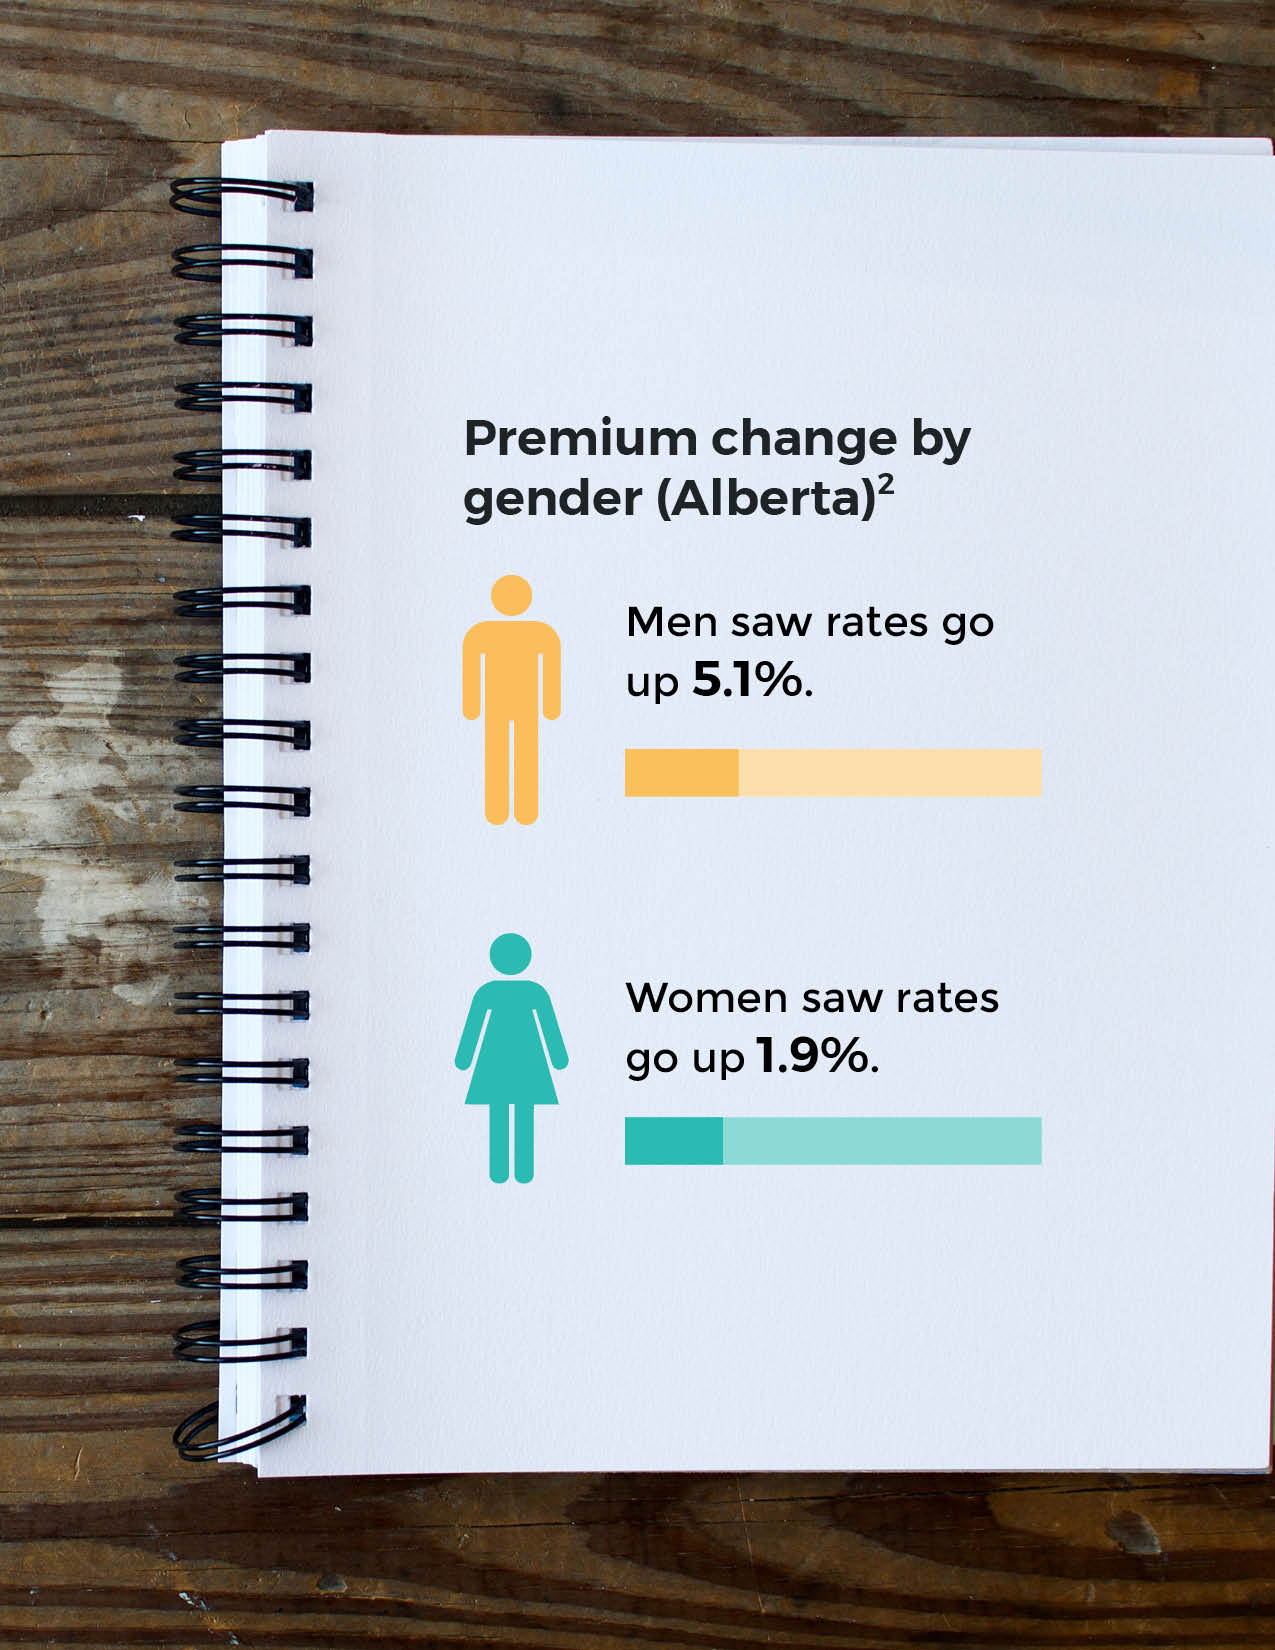 Premium change by
gender (Alberta)²
Men saw rates go
up 5.1%.
Women saw rates
go up 1.9%.